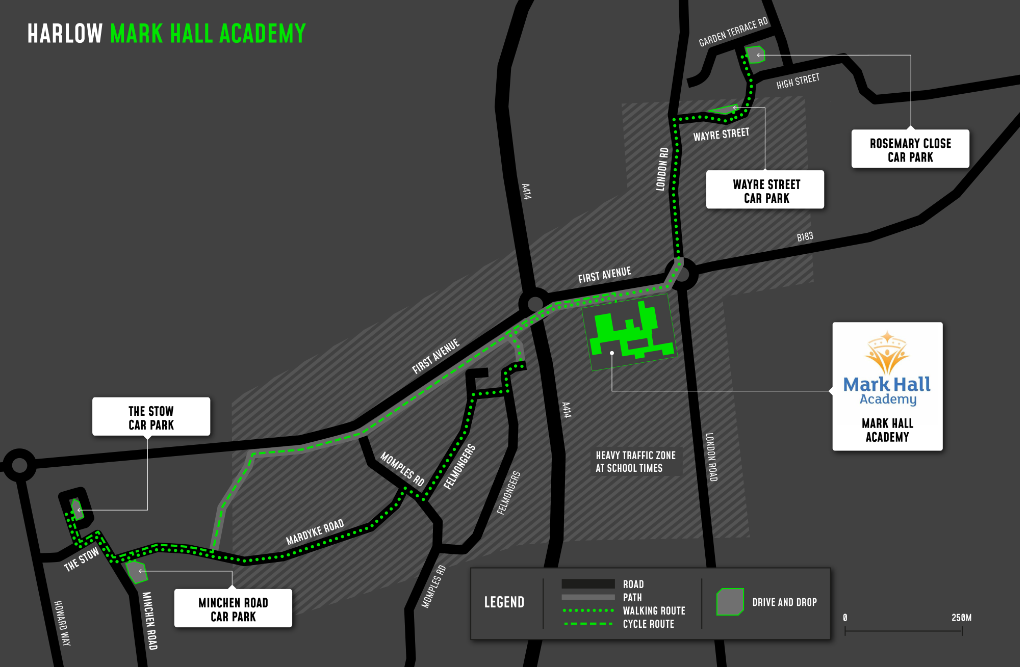 HARLOW MARK HALL ACADEMY
GARDEN TERRACE RD
HIGH STREET
ROSEMARY CLOSE
CAR PARK
WAYRE STREET
LONDON RD
WAYRE STREET
CAR PARK
A414
B183
FIRST AVENUE
FIRST AVENUE
Mark Hall
Academy
MARK HALL
ACADEMY
THE STOW
CAR PARK
A414
HEAVY TRAFFIC ZONE
AT SCHOOL TIMES
LONDON ROAD
MOMPLES RD
FELMONGERS
FELMONGERS
MARDYKE ROAD
THE STOW
MINCHEN ROAD
CAR PARK
HOWARD WAY
MINCHEN ROAD
MOMPLES RD
LEGEND
ROAD
PATH
WALKING ROUTE
CYCLE ROUTE
DRIVE AND DROP
0 250M